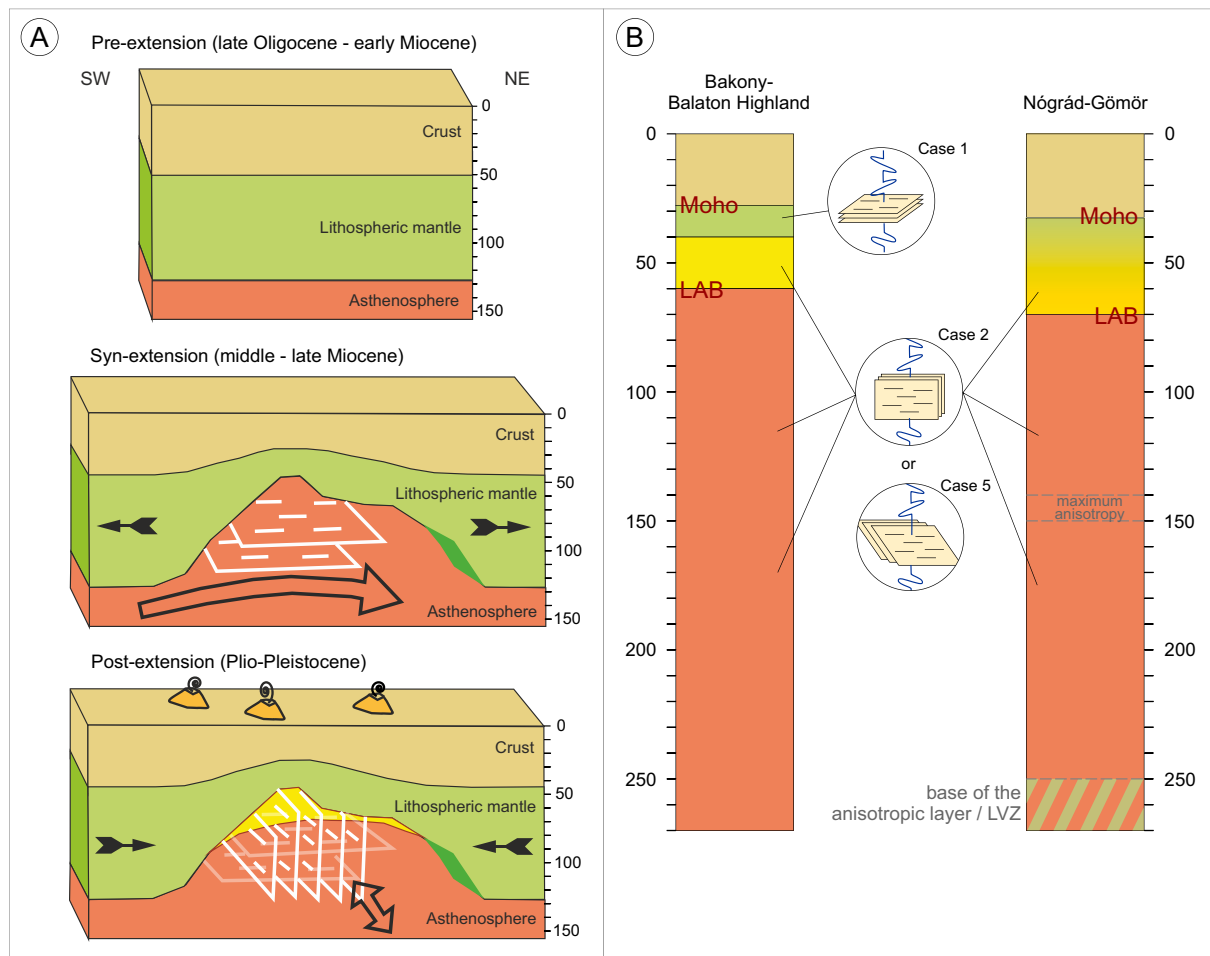 A
Pre-extension (late Oligocene - early Miocene)
SW
NE
0
Crust
50
Lithospheric mantle
100
Asthenosphere
150
Syn-extension (middle - late Miocene)
0
Crust
50
Lithospheric mantle
100
Asthenosphere
150
Post-extension (Plio-Pleistocene)
0
Crust
50
Lithospheric mantle
100
Asthenosphere
150
B
Bakony-
Balaton Highland
Nógrád-Gömör
0
50
100
150
200
250
Moho
LAB
Case 1
Case 2
or
Case 5
Moho
LAB
maximum
anisotropy
base of the
anisotropic layer / LVZ
0
50
100
150
200
250